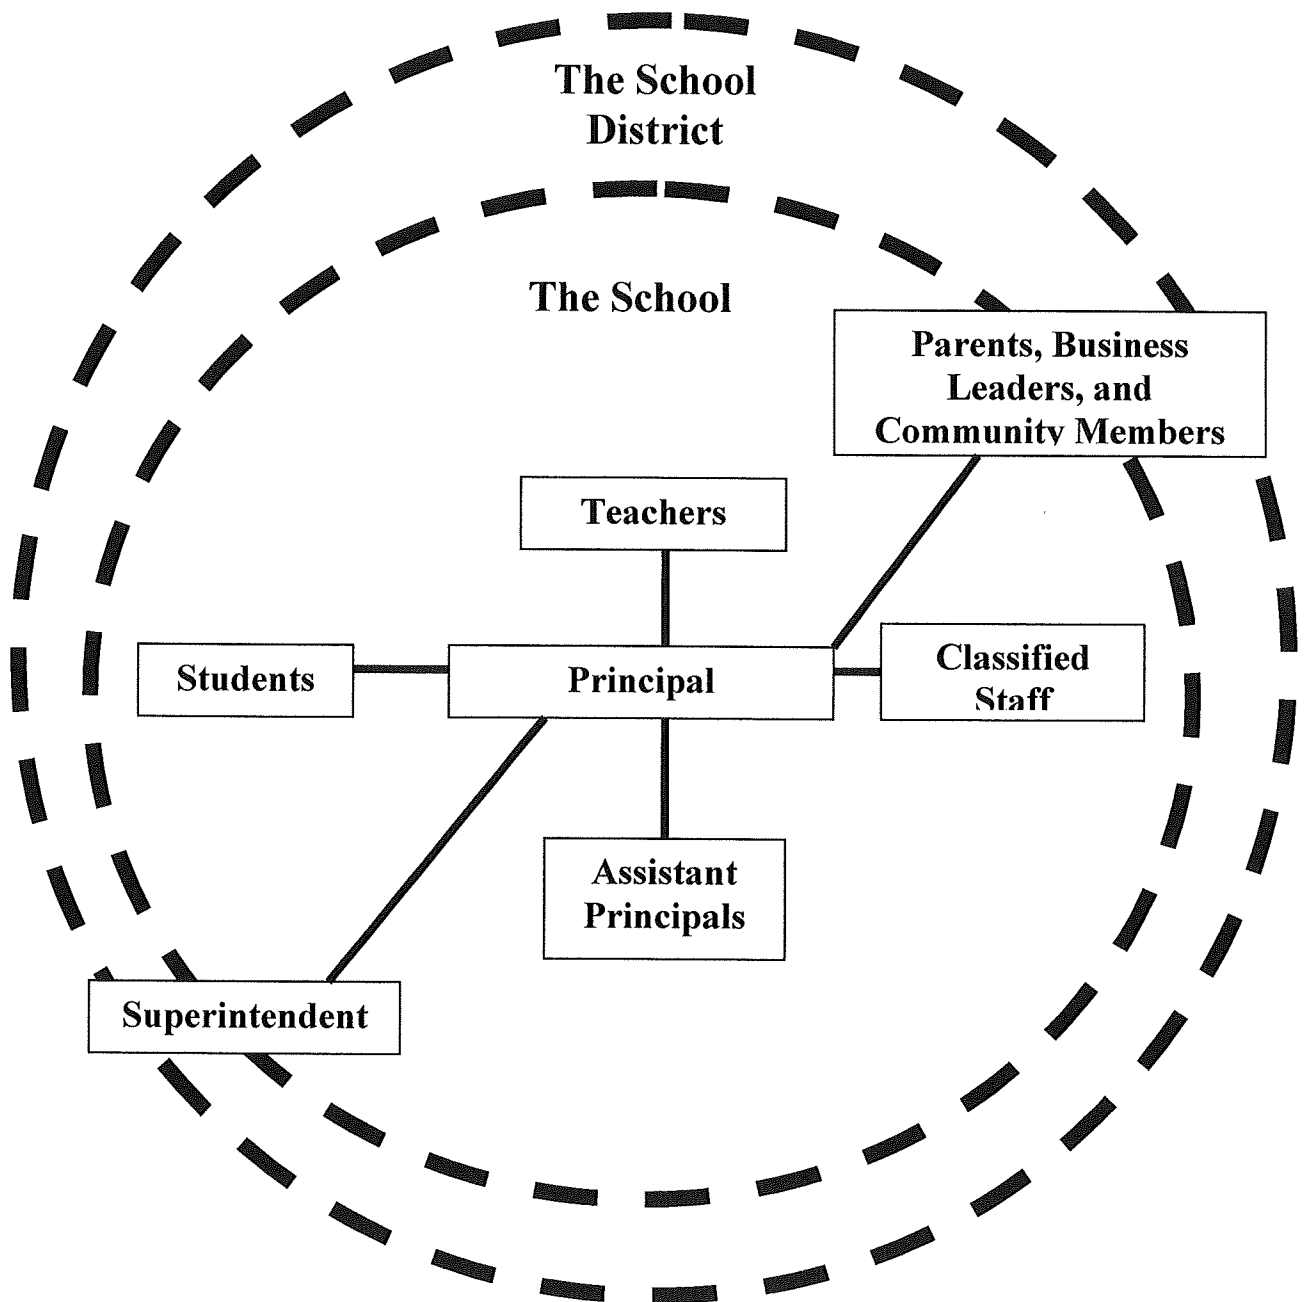 The School
District
The School
Parents, Business
Leaders, and
Community Members
Teachers
Students
Principal
Classified
Staff
Assistant
Principals
Superintendent